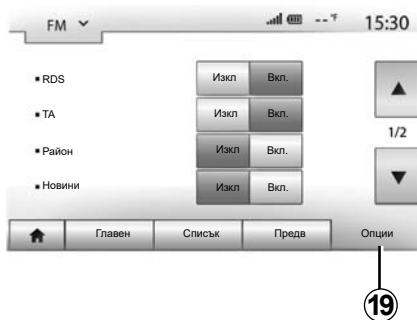 FM -- °F 15:30
RDS Изкл Вкл.
TA Изкл Вкл.
1/2
Район Изкл Вкл.
Новини Изкл Вкл.
Главен Списък Предв Опции
19